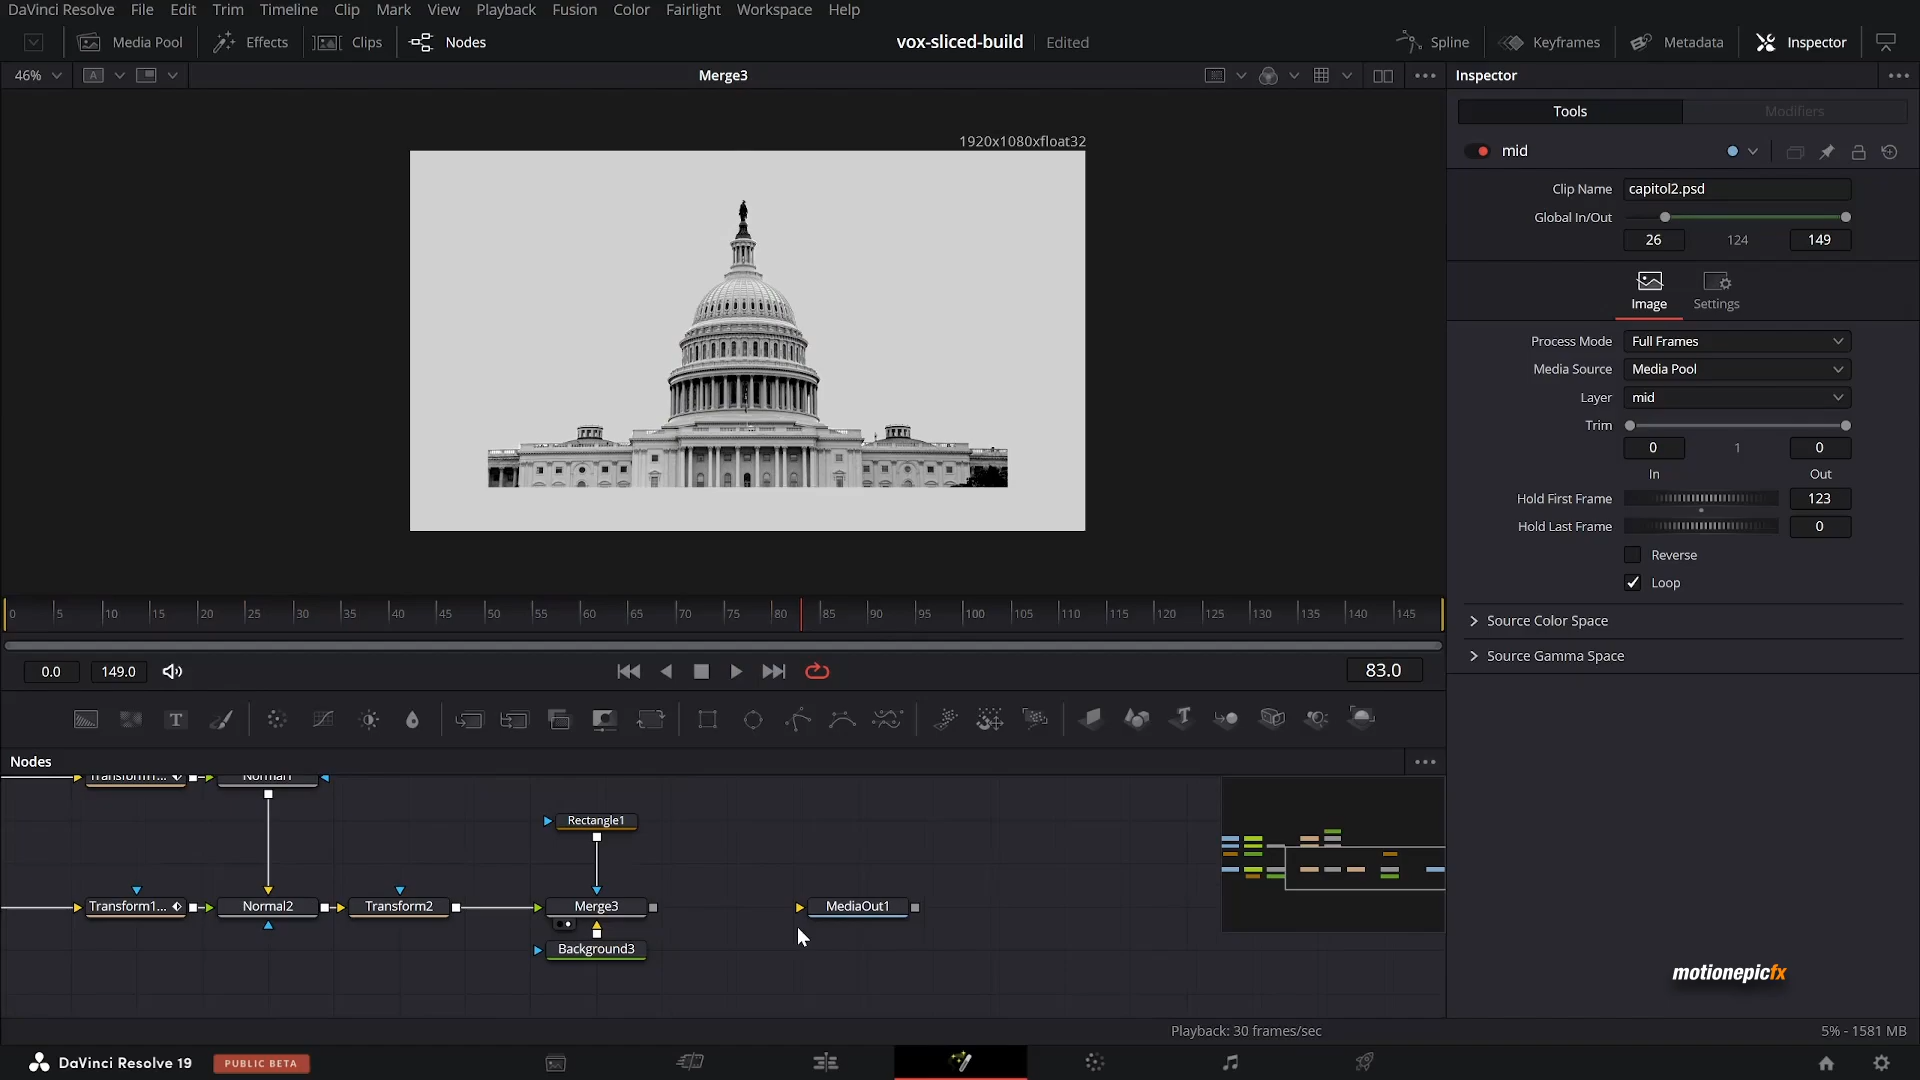 DaVinci Resolve File Edit Trim Timeline Clip Mark View Playback Fusion Color Fairlight Workspace Help
Media Pool Effects Clips Nodes vox-sliced-build Edited Spline Keyframes Metadata Inspector
46% A Merge3 Inspector
Tools Modifiers
1920x1080xfloat32
mid
Clip Name capitol2.psd
Global In/Out
26 124 149
Image Settings
Process Mode Full Frames
Media Source Media Pool
Layer mid
Trim
0 1 0
In Out
Hold First Frame 123
Hold Last Frame 0
Reverse
Loop
Source Color Space
Source Gamma Space
0 5 10 15 20 25 30 35 40 45 50 55 60 65 70 75 80 85 90 95 100 105 110 115 120 125 130 135 140 145
0.0 149.0 83.0
T T
Nodes
Transform1... Normal1
Rectangle1
Transform1... Normal2 Transform2 Merge3 MediaOut1
Background3
motionepicfx
Playback: 30 frames/sec 5% - 1581 MB
DaVinci Resolve 19 PUBLIC BETA